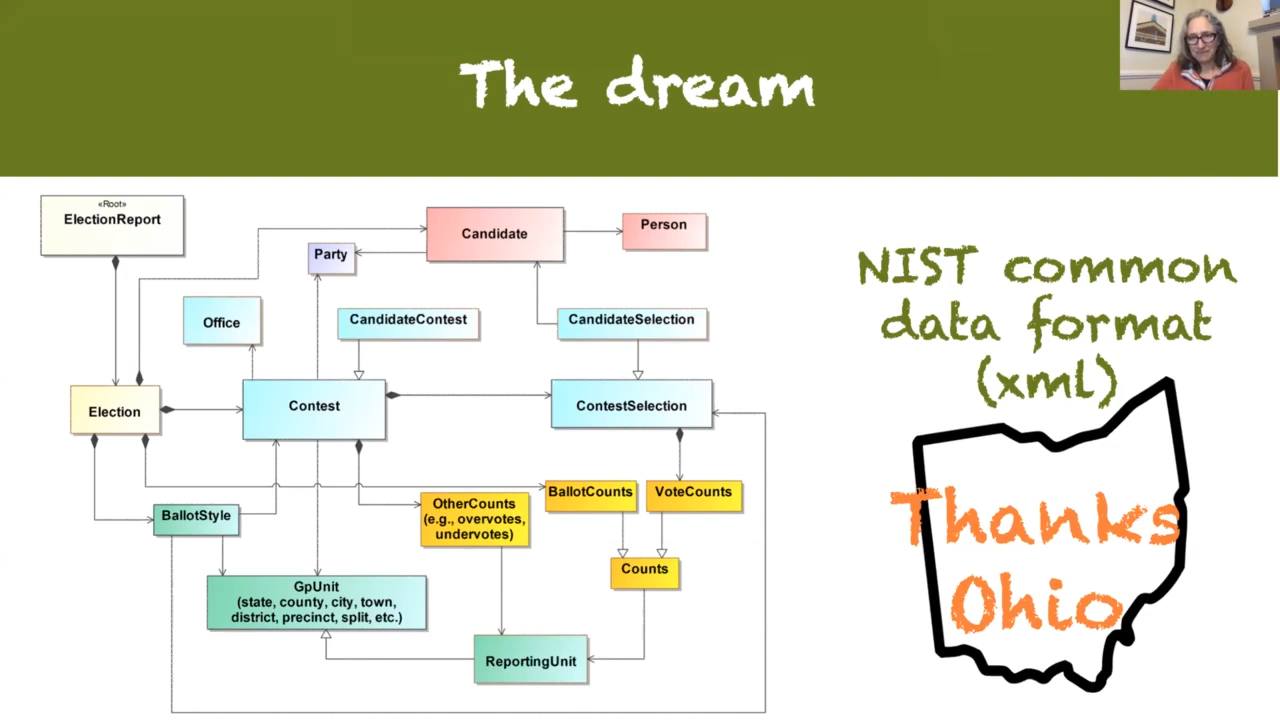 The dream
«Root»
ElectionReport
Candidate
Person
Party
Office
CandidateContest
CandidateSelection
Election
Contest
ContestSelection
BallotStyle
OtherCounts
(e.g., overvotes,
undervotes)
BallotCounts
VoteCounts
Counts
GpUnit
(state, county, city, town,
district, precinct, split, etc.)
ReportingUnit
NIST common
data format
(xml)
Thanks
Ohio